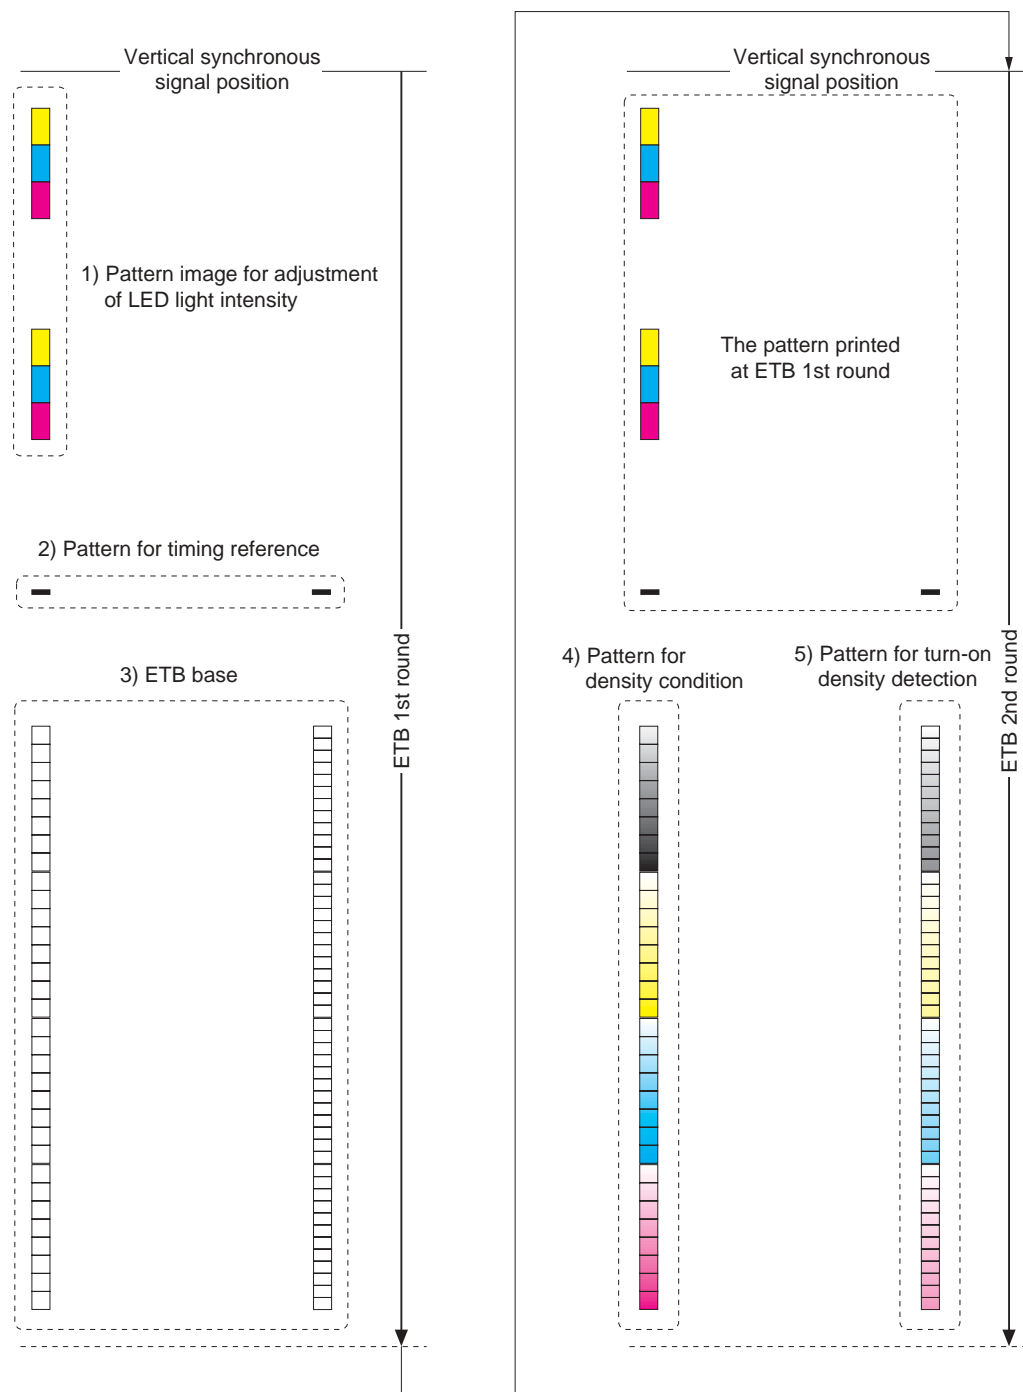 Vertical synchronous
signal position
1) Pattern image for adjustment
of LED light intensity
2) Pattern for timing reference
3) ETB base
ETB 1st round
Vertical synchronous
signal position
The pattern printed
at ETB 1st round
4) Pattern for
density condition
5) Pattern for turn-on
density detection
ETB 2nd round